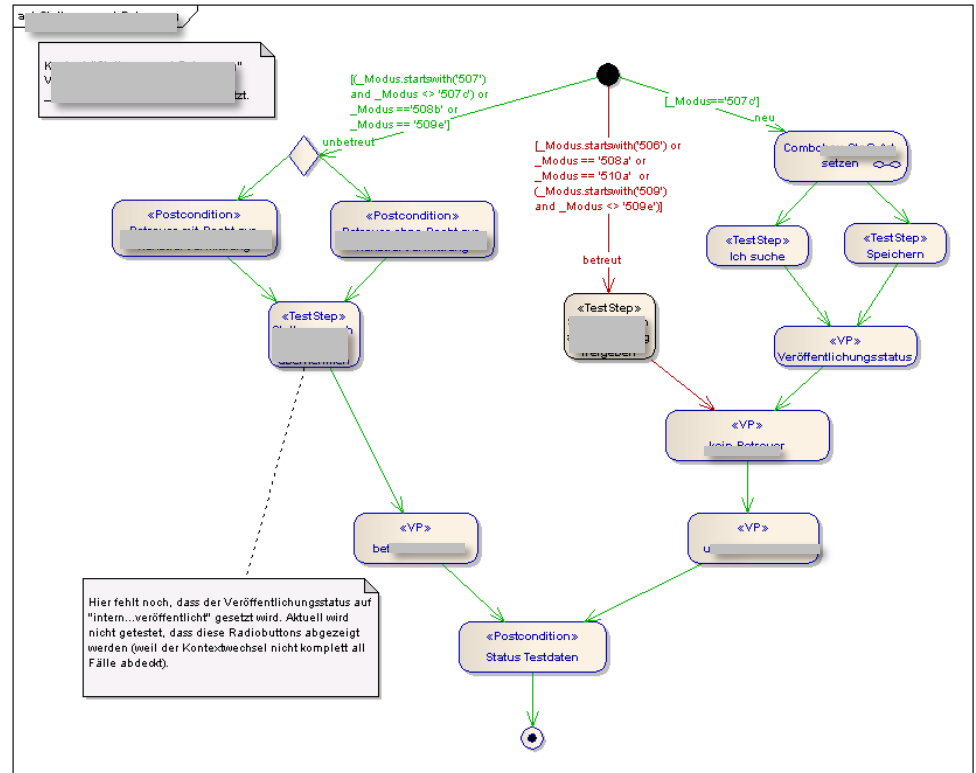 [(_Modus.startswith('507')
and _Modus <> '507c') or
_Modus =='508b' or
_Modus == '509e']
unbetreut
[_Modus=='507c']
neu
[_Modus.startswith('506') or
_Modus == '508a' or
_Modus == '510a' or
(_Modus.startswith('509')
and _Modus <> '509e')]
betreut
setzen
«Postcondition»
«Postcondition»
«TestStep»
Ich suche
«TestStep»
Speichern
«TestStep»
«TestStep»
«VP»
Veröffentlichungsstatus
«VP»
kein Betreuer
«VP»
«VP»
Hier fehlt noch, dass der Veröffentlichungsstatus auf
"intern...veröffentlicht" gesetzt wird. Aktuell wird
nicht getestet, dass diese Radiobuttons abgezeigt
werden (weil der Kontextwechsel nicht komplett all
Fälle abdeckt).
«Postcondition»
Status Testdaten